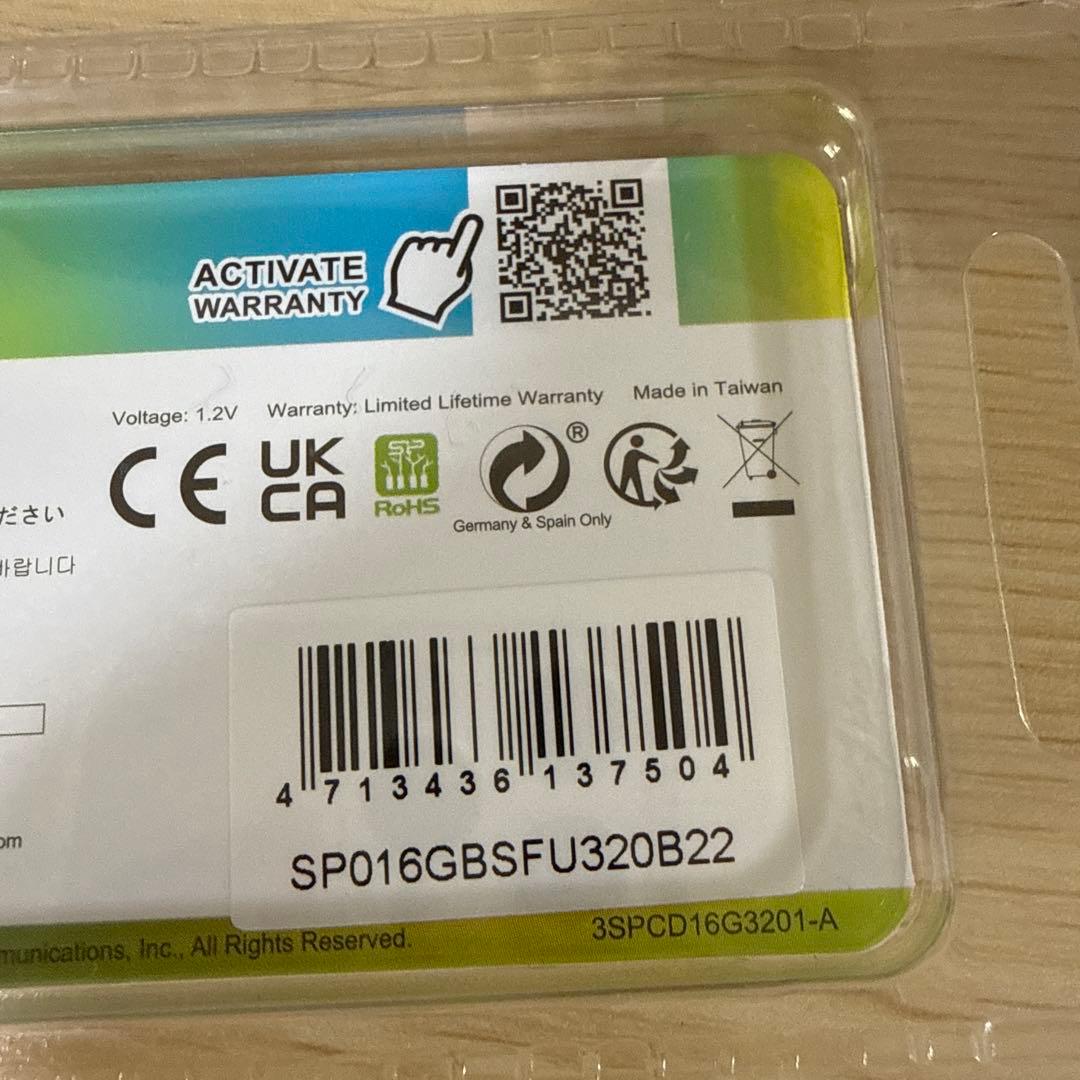 ACTIVATE
WARRANTY
Voltage: 1.2V Warranty: Limited Lifetime Warranty Made in Taiwan
CE UK CA SP RoHS ®
Germany & Spain Only
ださい
바랍니다
4 713436 137504
om
SP016GBSFU320B22
munications, Inc., All Rights Reserved. 3SPCD16G3201-A